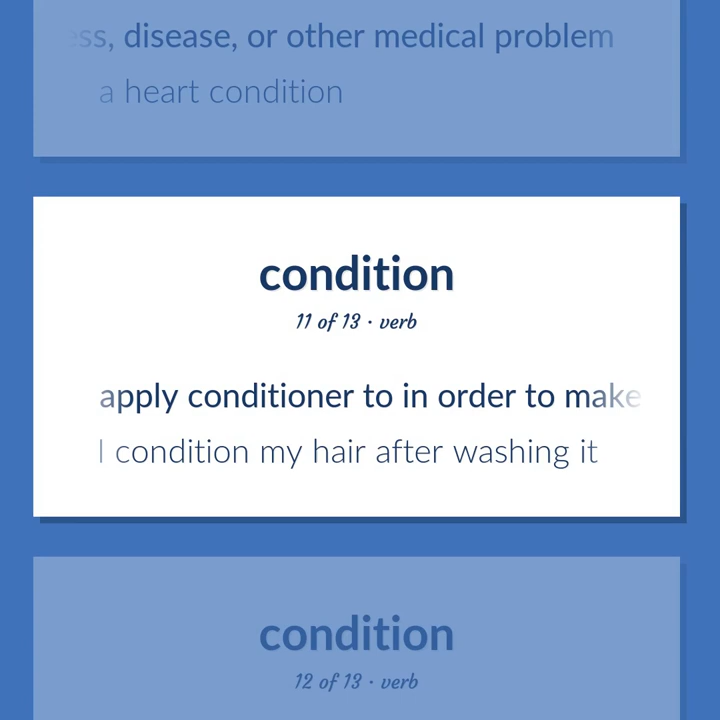 disease, or other medical problem
a heart condition
condition
11 of 13 · verb
apply conditioner to in order to make
I condition my hair after washing it
condition
12 of 13 · verb